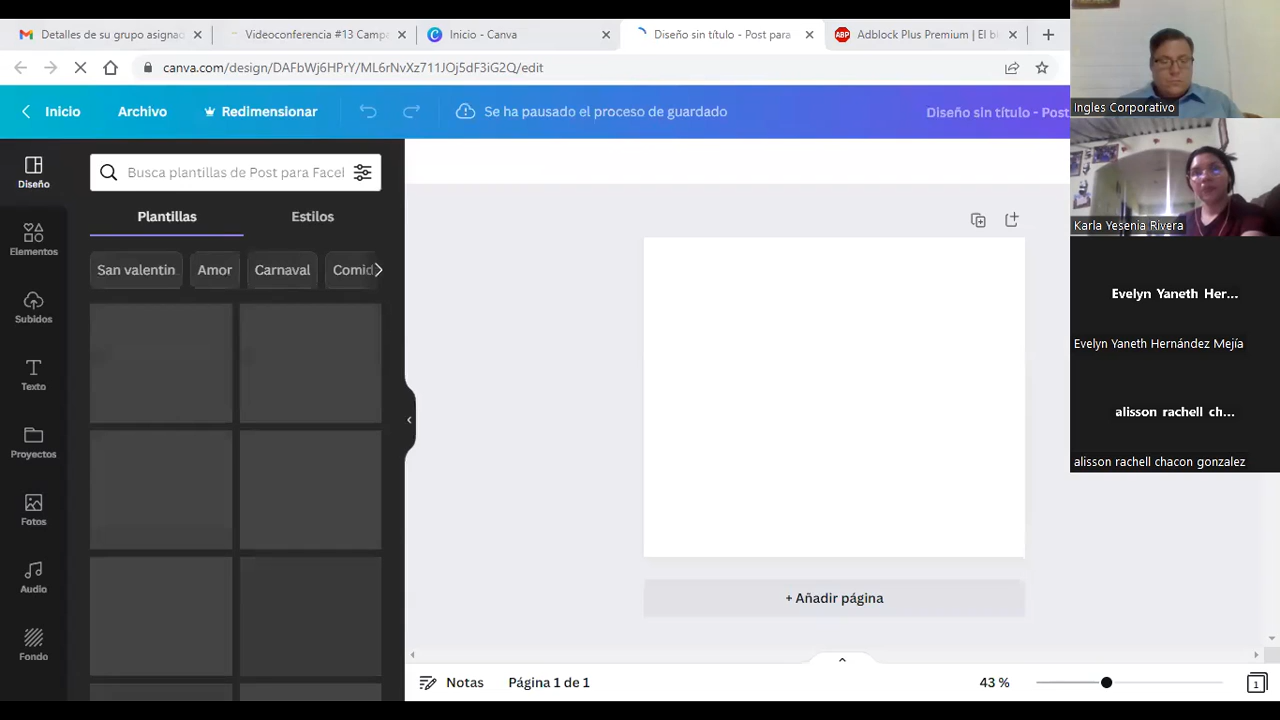 Detalles de su grupo asignad
Videoconferencia #13 Campo
Inicio - Canva
Diseño sin título - Post para
ABP
Adblock Plus Premium | El bl
canva.com/design/DAFbWj6HPrY/ML6rNvXz711JOj5dF3iG2Q/edit
Inicio
Archivo
Redimensionar
Se ha pausado el proceso de guardado
Diseño sin título - Post
Ingles Corporativo
Diseño
Busca plantillas de Post para Facel
Plantillas
Estilos
Karla Yesenia Rivera
Elementos
San valentin
Amor
Carnaval
Comid
Evelyn Yaneth Her...
Subidos
Evelyn Yaneth Hernández Mejía
Texto
alisson rachell ch...
Proyectos
alisson rachell chacon gonzalez
Fotos
Audio
+ Añadir página
Fondo
Notas
Página 1 de 1
43 %
1